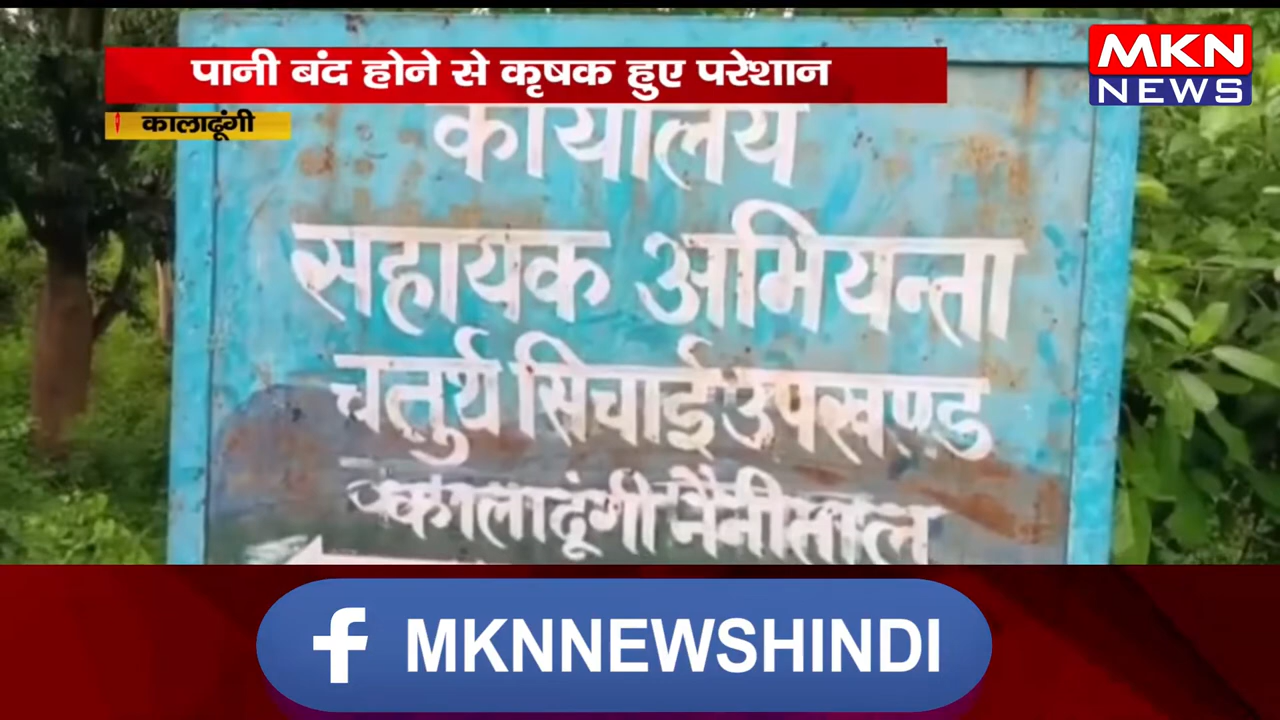 पानी बंद होने से कृषक हुए परेशान
MKN
NEWS
कालाढूंगी
कार्यालय
सहायक अभियन्ता
चतुर्थ सिचाई उपखण्ड
कालाढूंगी नैनीताल
MKNNEWSHINDI